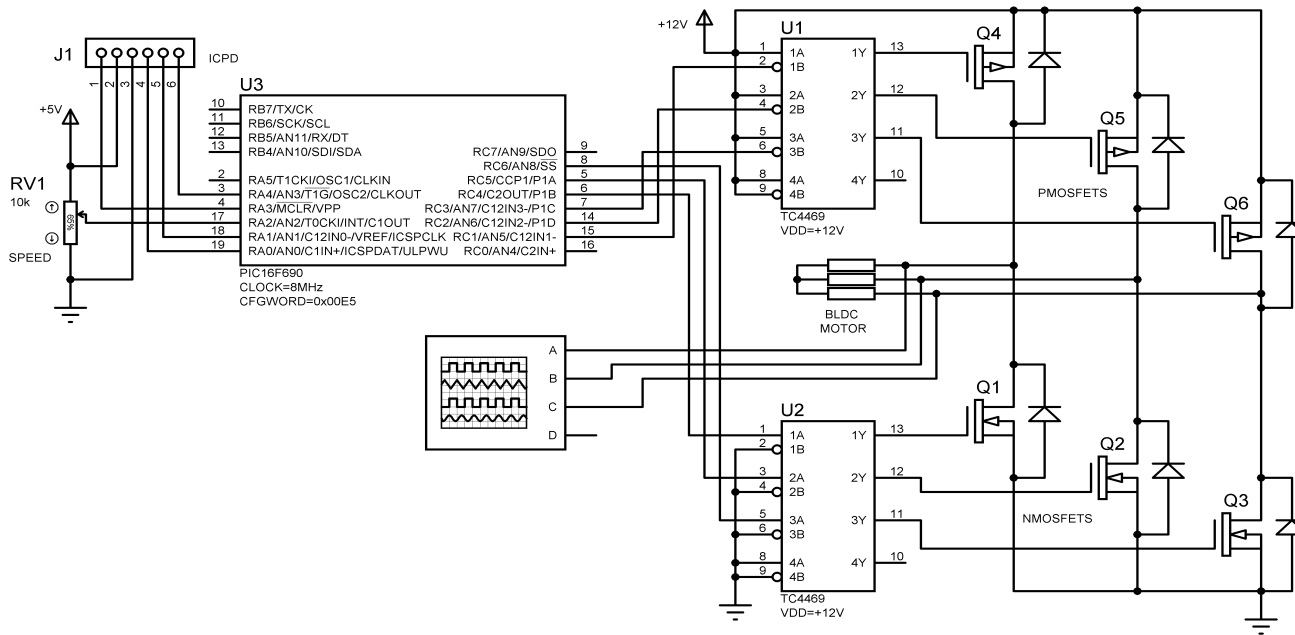 J1
ICPD
1 2 3 4 5 6
+5V
RV1
10k
%99
SPEED
U3
10 RB7/TX/CK
11 RB6/SCK/SCL
12 RB5/AN11/RX/DT
13 RB4/AN10/SDI/SDA
2 RA5/T1CKI/OSC1/CLKIN
3 RA4/AN3/T1G/OSC2/CLKOUT
4 RA3/MCLR/VPP
17 RA2/AN2/T0CKI/INT/C1OUT
18 RA1/AN1/C12IN0-/VREF/ICSPCLK
19 RA0/AN0/C1IN+/ICSPDAT/ULPWU
RC7/AN9/SDO 9
RC6/AN8/SS 8
RC5/CCP1/P1A 5
RC4/C2OUT/P1B 6
RC3/AN7/C12IN3-/P1C 7
RC2/AN6/C12IN2-/P1D 14
RC1/AN5/C12IN1- 15
RC0/AN4/C2IN+ 16
PIC16F690
CLOCK=8MHz
CFGWORD=0x00E5
+12V
U1
1 1A 1Y 13
2 1B
3 2A 2Y 12
4 2B
5 3A 3Y 11
6 3B
8 4A 4Y 10
9 4B
TC4469
VDD=+12V
Q4
Q5
PMOSFETS
Q6
BLDC
MOTOR
A
B
C
D
U2
1 1A 1Y 13
2 1B
3 2A 2Y 12
4 2B
5 3A 3Y 11
6 3B
8 4A 4Y 10
9 4B
TC4469
VDD=+12V
Q1
Q2
NMOSFETS
Q3